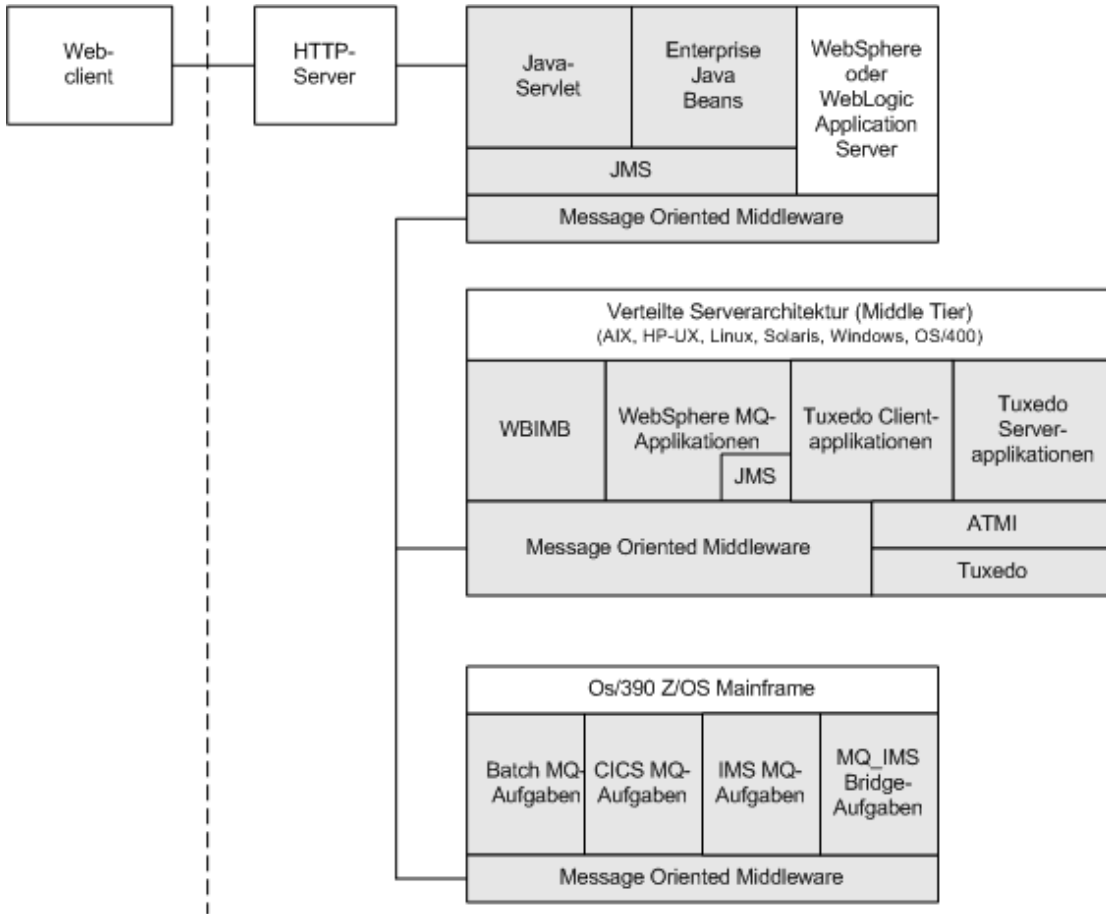 Web-
client
HTTP-
Server
Java-
Servlet
Enterprise
Java
Beans
WebSphere
oder
WebLogic
Application
Server
JMS
Message Oriented Middleware
Verteilte Serverarchitektur (Middle Tier)
(AIX, HP-UX, Linux, Solaris, Windows, OS/400)
WBIMB
WebSphere MQ-
Applikationen
JMS
Tuxedo Client-
applikationen
Tuxedo
Server-
applikationen
Message Oriented Middleware
ATMI
Tuxedo
Os/390 Z/OS Mainframe
Batch MQ-
Aufgaben
CICS MQ-
Aufgaben
IMS MQ-
Aufgaben
MQ_IMS
Bridge-
Aufgaben
Message Oriented Middleware